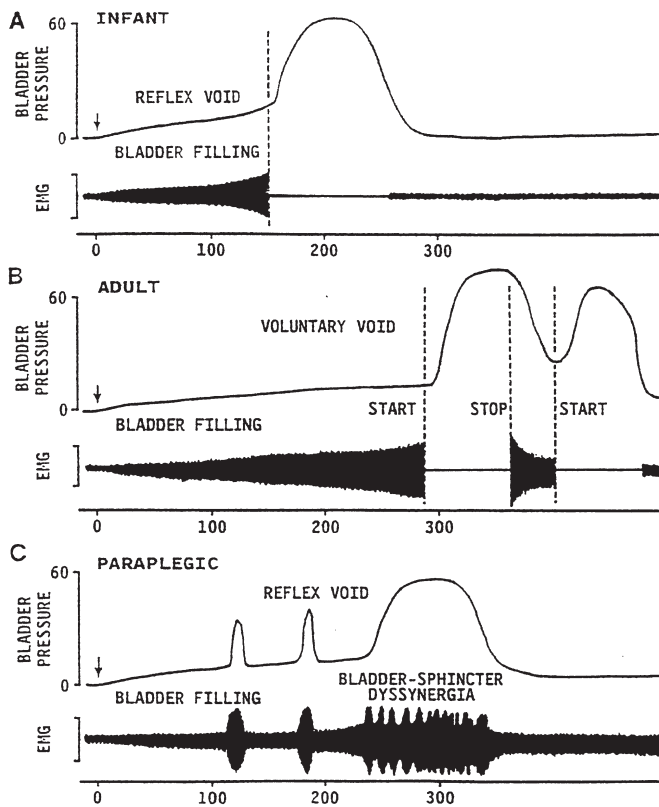 A INFANT
60
BLADDER
PRESSURE
REFLEX VOID
0
BLADDER FILLING
EMG
0 100 200 300
B ADULT
60
VOLUNTARY VOID
BLADDER
PRESSURE
START STOP START
0
BLADDER FILLING
EMG
0 100 200 300
C PARAPLEGIC
60
REFLEX VOID
BLADDER
PRESSURE
BLADDER-SPHINCTER
DYSSYNERGIA
0
BLADDER FILLING
EMG
0 100 200 300